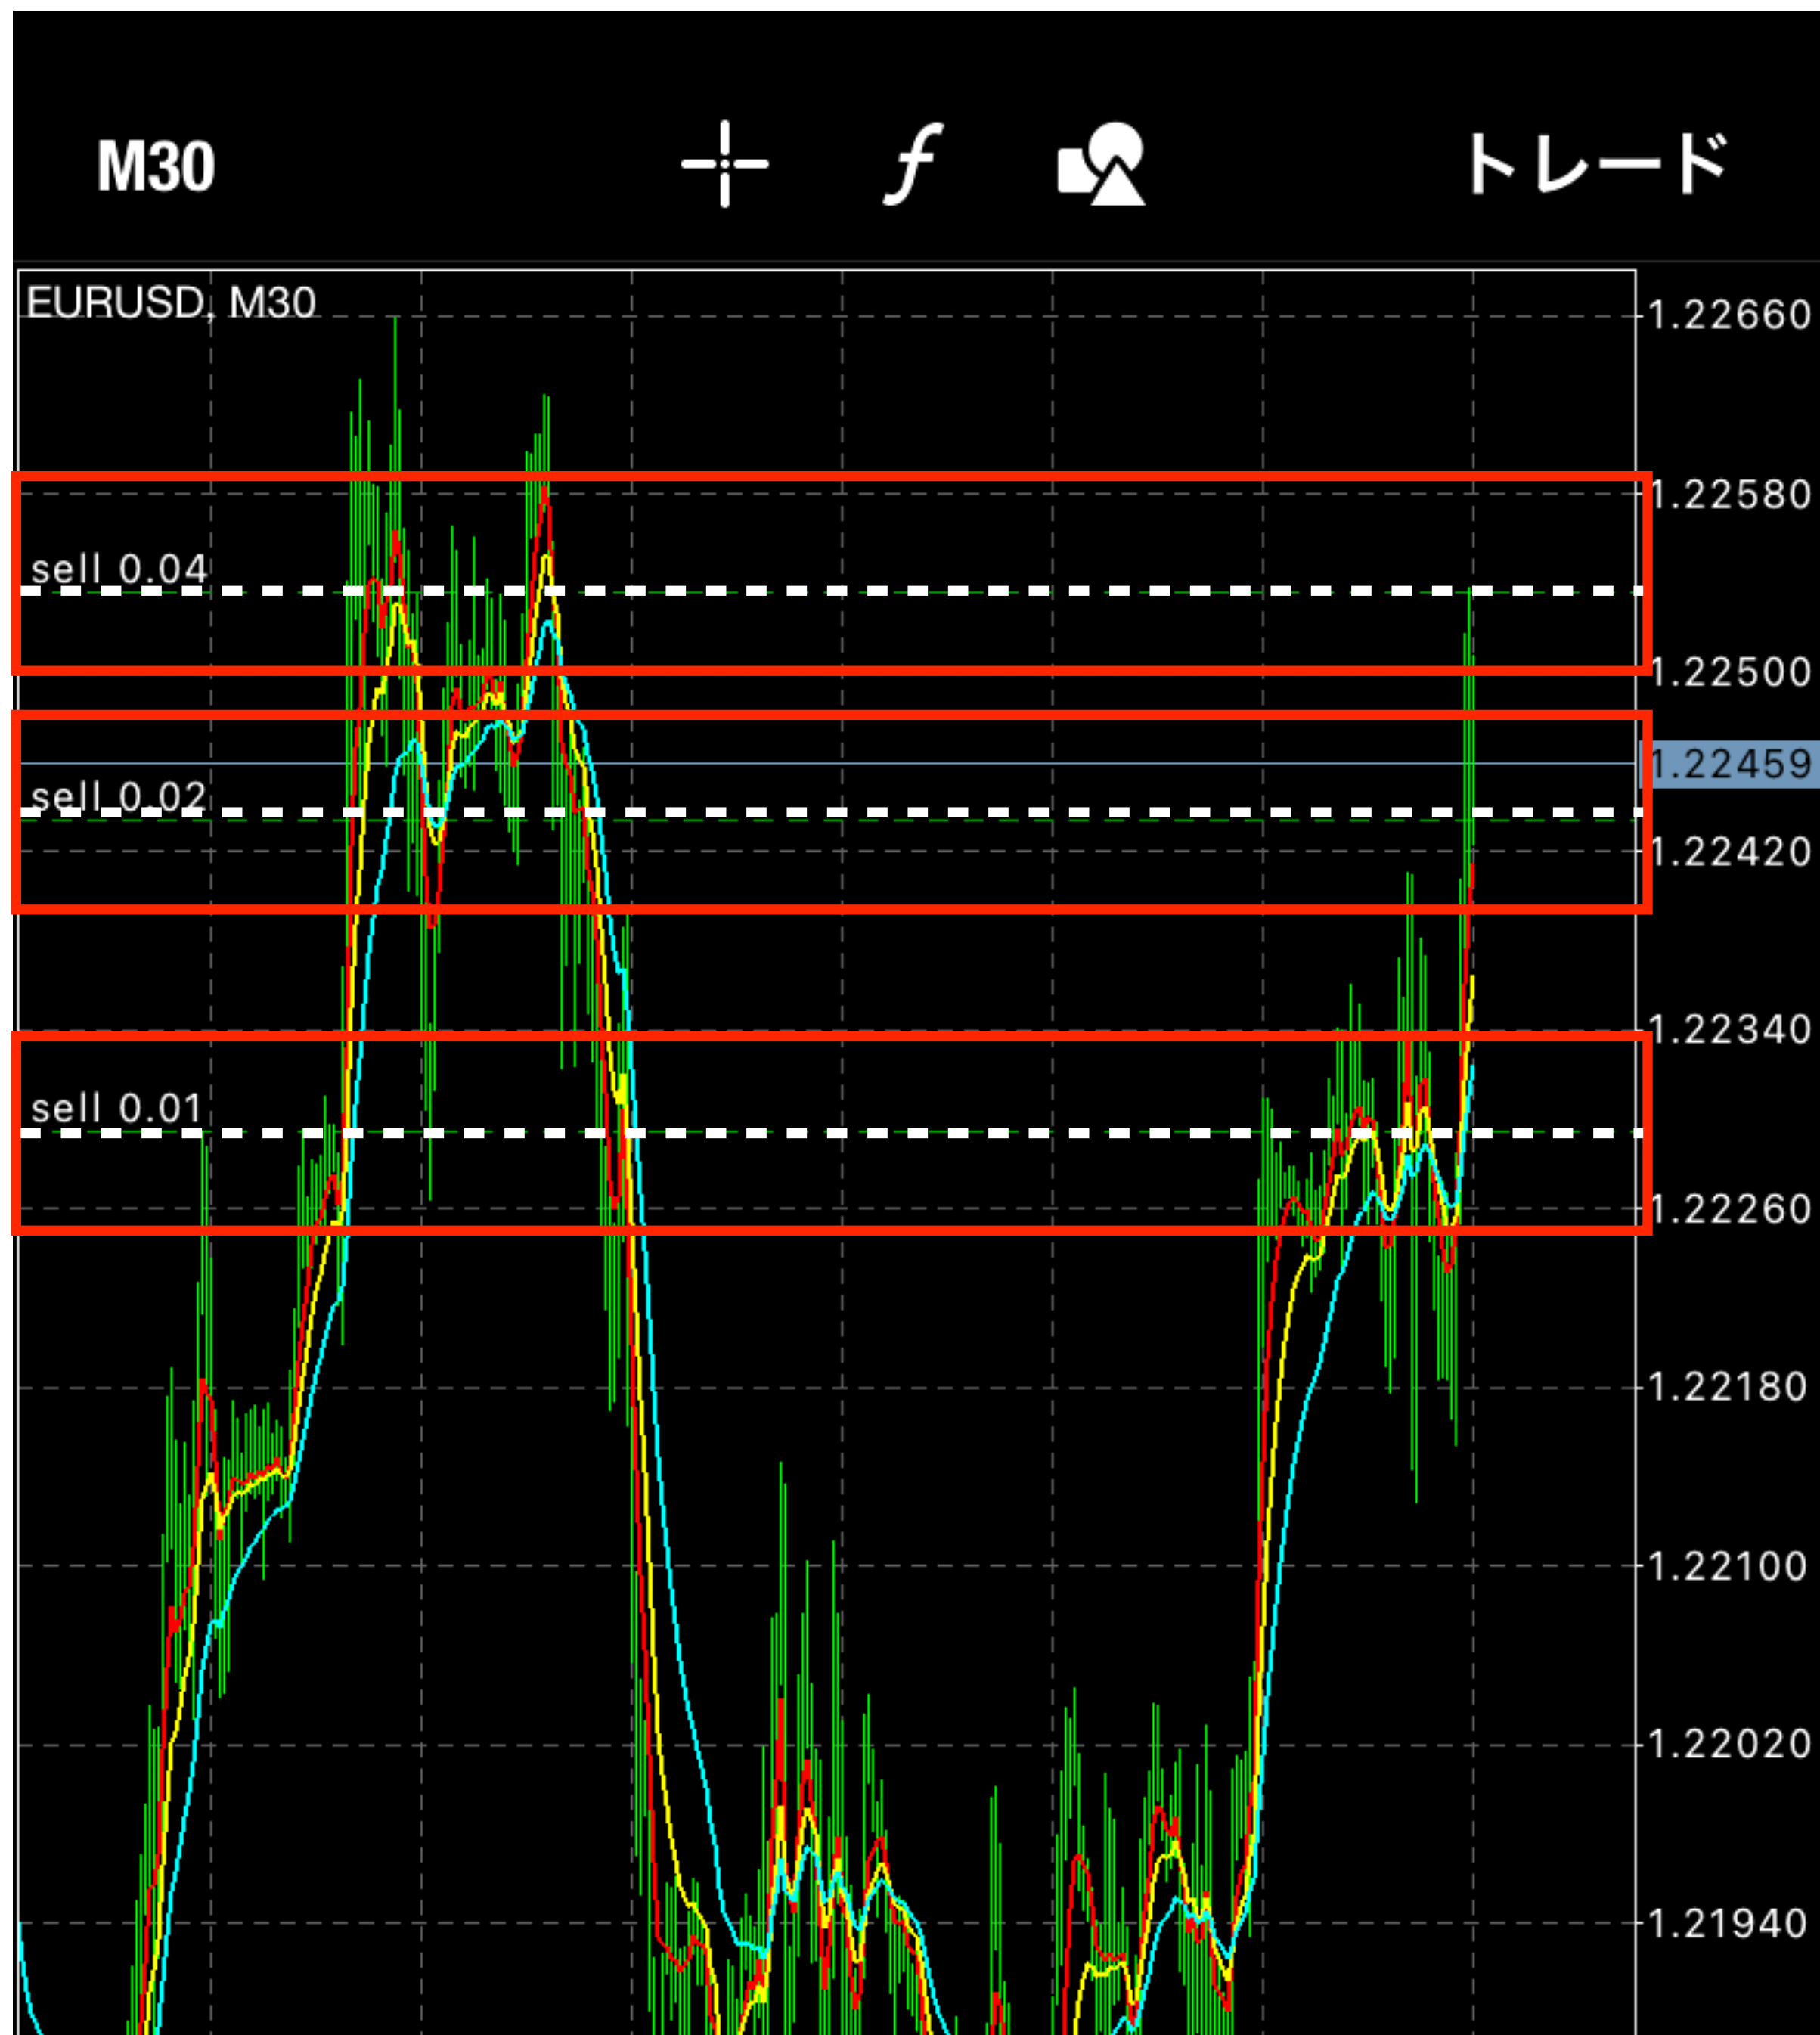 M30 トレード
EURUSD, M30
1.22660
1.22580
sell 0.04
1.22500
1.22459
sell 0.02
1.22420
1.22340
sell 0.01
1.22260
1.22180
1.22100
1.22020
1.21940